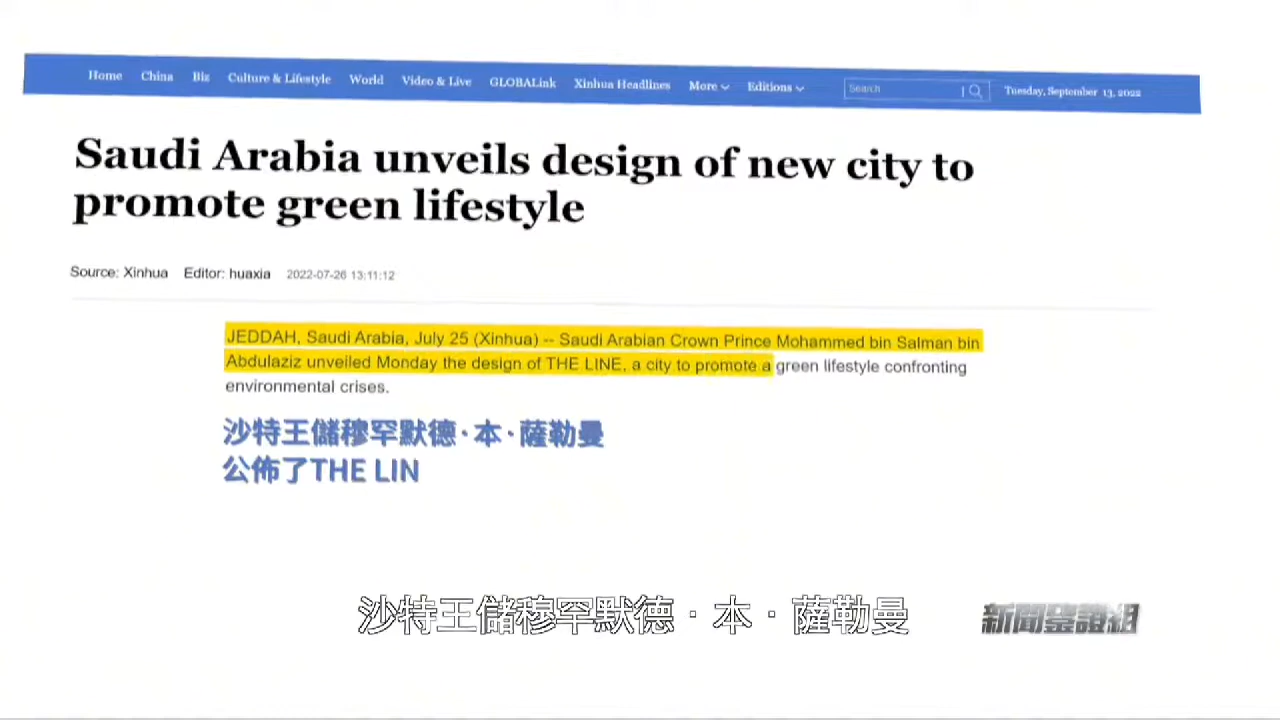 Home China Biz Culture & Lifestyle World Video & Live GLOBALink Xinhua Headlines More Editions Search Tuesday, September 13, 2022
Saudi Arabia unveils design of new city to
promote green lifestyle
Source: Xinhua Editor: huaxia 2022-07-26 13:11:12
JEDDAH, Saudi Arabia, July 25 (Xinhua) -- Saudi Arabian Crown Prince Mohammed bin Salman bin
Abdulaziz unveiled Monday the design of THE LINE, a city to promote a green lifestyle confronting
environmental crises.
沙特王儲穆罕默德·本·薩勒曼
公佈了THE LIN
沙特王儲穆罕默德·本·薩勒曼
新聞鑒證組